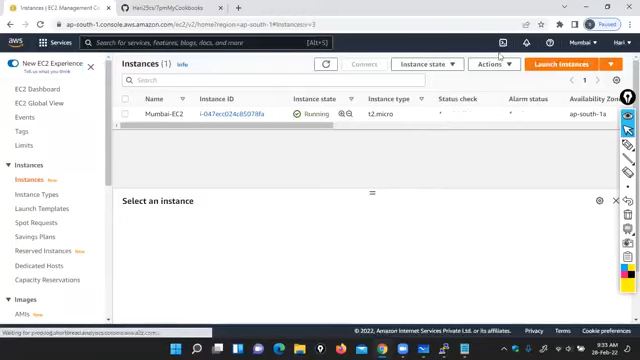 Instances | EC2 Management Co
Hari25cs/7pmMyCookbooks
ap-south-1.console.aws.amazon.com/ec2/v2/home?region=ap-south-1#Instances:v=3
Paused
aws
Services
Search for services, features, blogs, docs, and more
[Alt+S]
Mumbai
Hari
New EC2 Experience
Tell us what you think
EC2 Dashboard
EC2 Global View
Events
Tags
Limits
Instances
Instances New
Instance Types
Launch Templates
Spot Requests
Savings Plans
Reserved Instances New
Dedicated Hosts
Capacity Reservations
Images
AMIs New
Instances (1) Info
Connect
Instance state
Actions
Launch instances
Search
1
Name Instance ID Instance state Instance type Status check Alarm status Availability Zone
Mumbai-EC2 i-047ecc024c85078fa Running t2.micro ap-south-1a
Select an instance
© 2022, Amazon Internet Services Private Ltd. or its affiliates. Privacy Terms Cookie preferences
9:35 AM
28-Feb-22